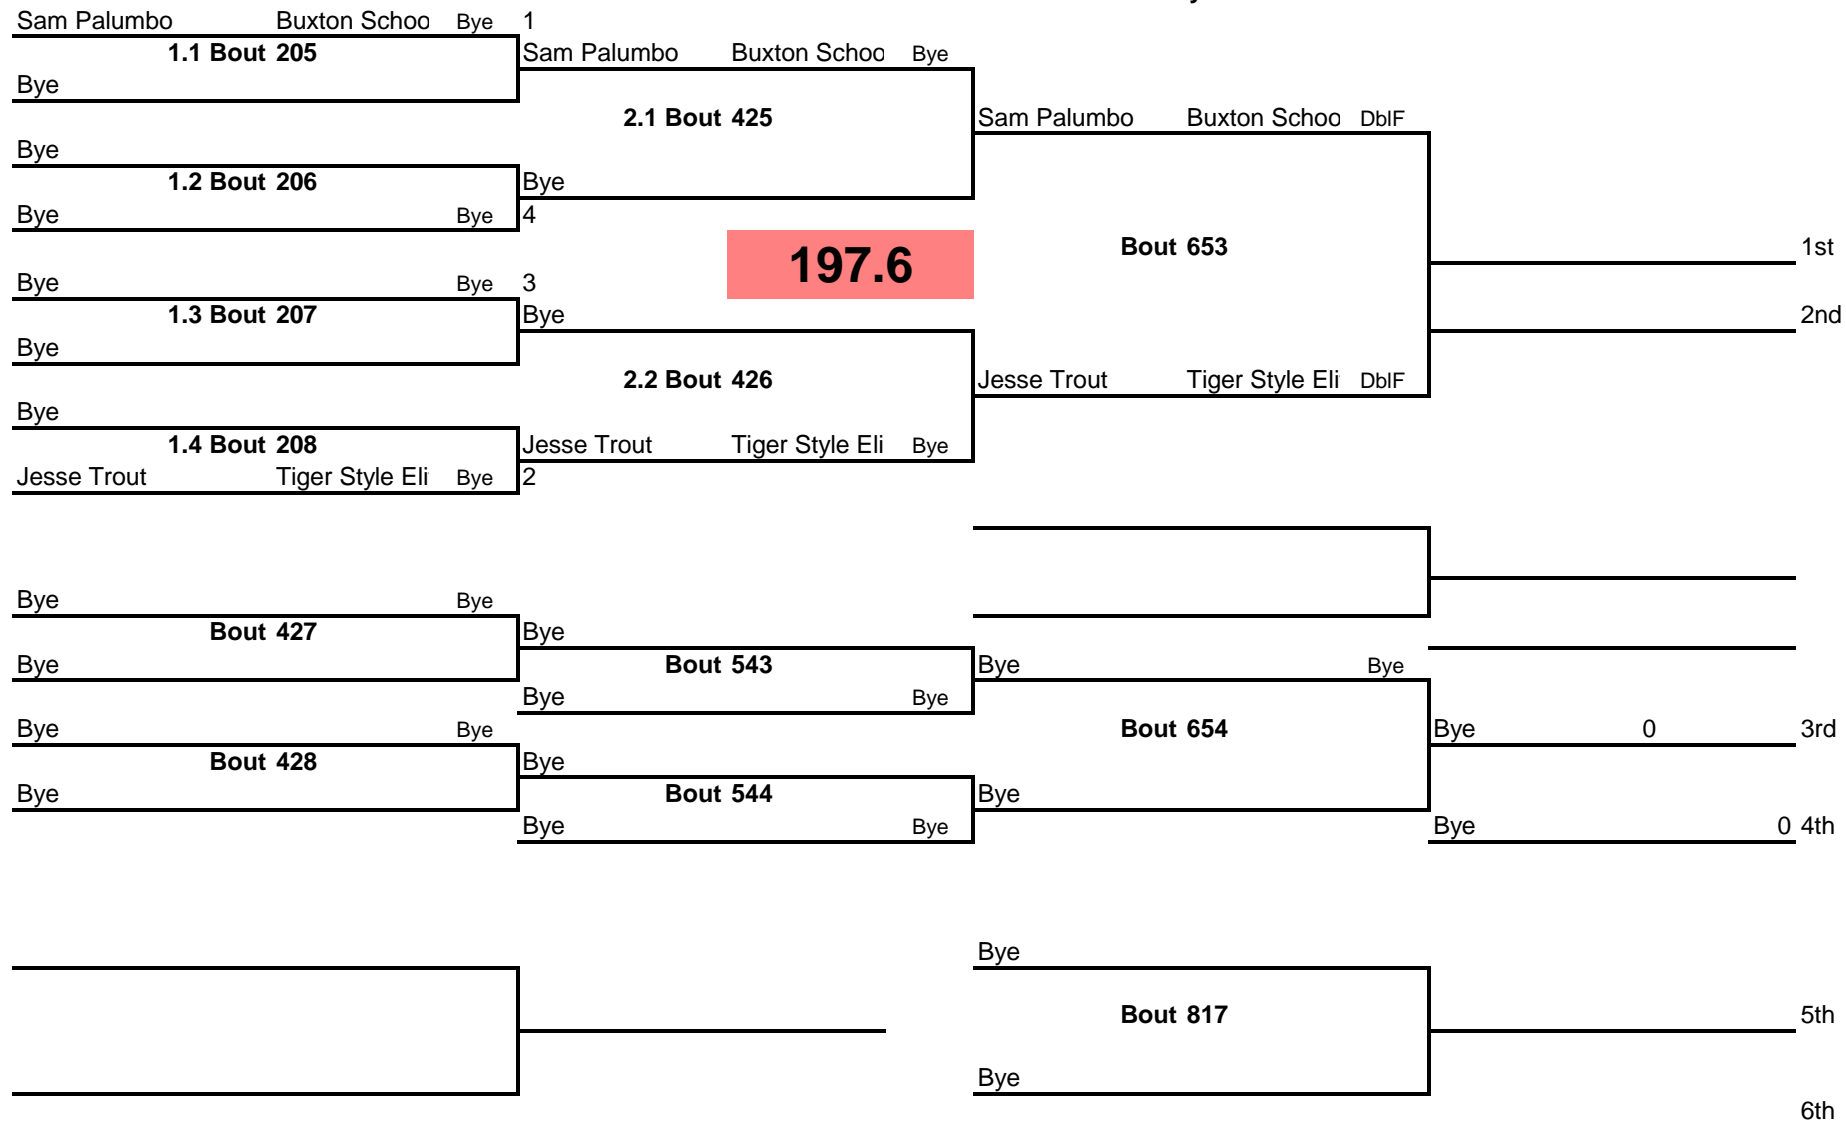 Sam Palumbo Buxton Schoo Bye 1
1.1 Bout 205 Sam Palumbo Buxton Schoo Bye
Bye
2.1 Bout 425 Sam Palumbo Buxton Schoo DblF
Bye
1.2 Bout 206 Bye
Bye Bye 4
197.6 Bout 653 1st
Bye Bye 3
1.3 Bout 207 Bye 2nd
Bye
2.2 Bout 426 Jesse Trout Tiger Style Eli DblF
Bye
1.4 Bout 208 Jesse Trout Tiger Style Eli Bye
Jesse Trout Tiger Style Eli Bye 2
Bye Bye
Bout 427 Bye
Bye Bout 543 Bye Bye
Bye Bye
Bye Bye Bout 654 Bye 0 3rd
Bout 428 Bye
Bye Bout 544 Bye
Bye Bye Bye 0 4th
Bye
Bout 817 5th
Bye
6th